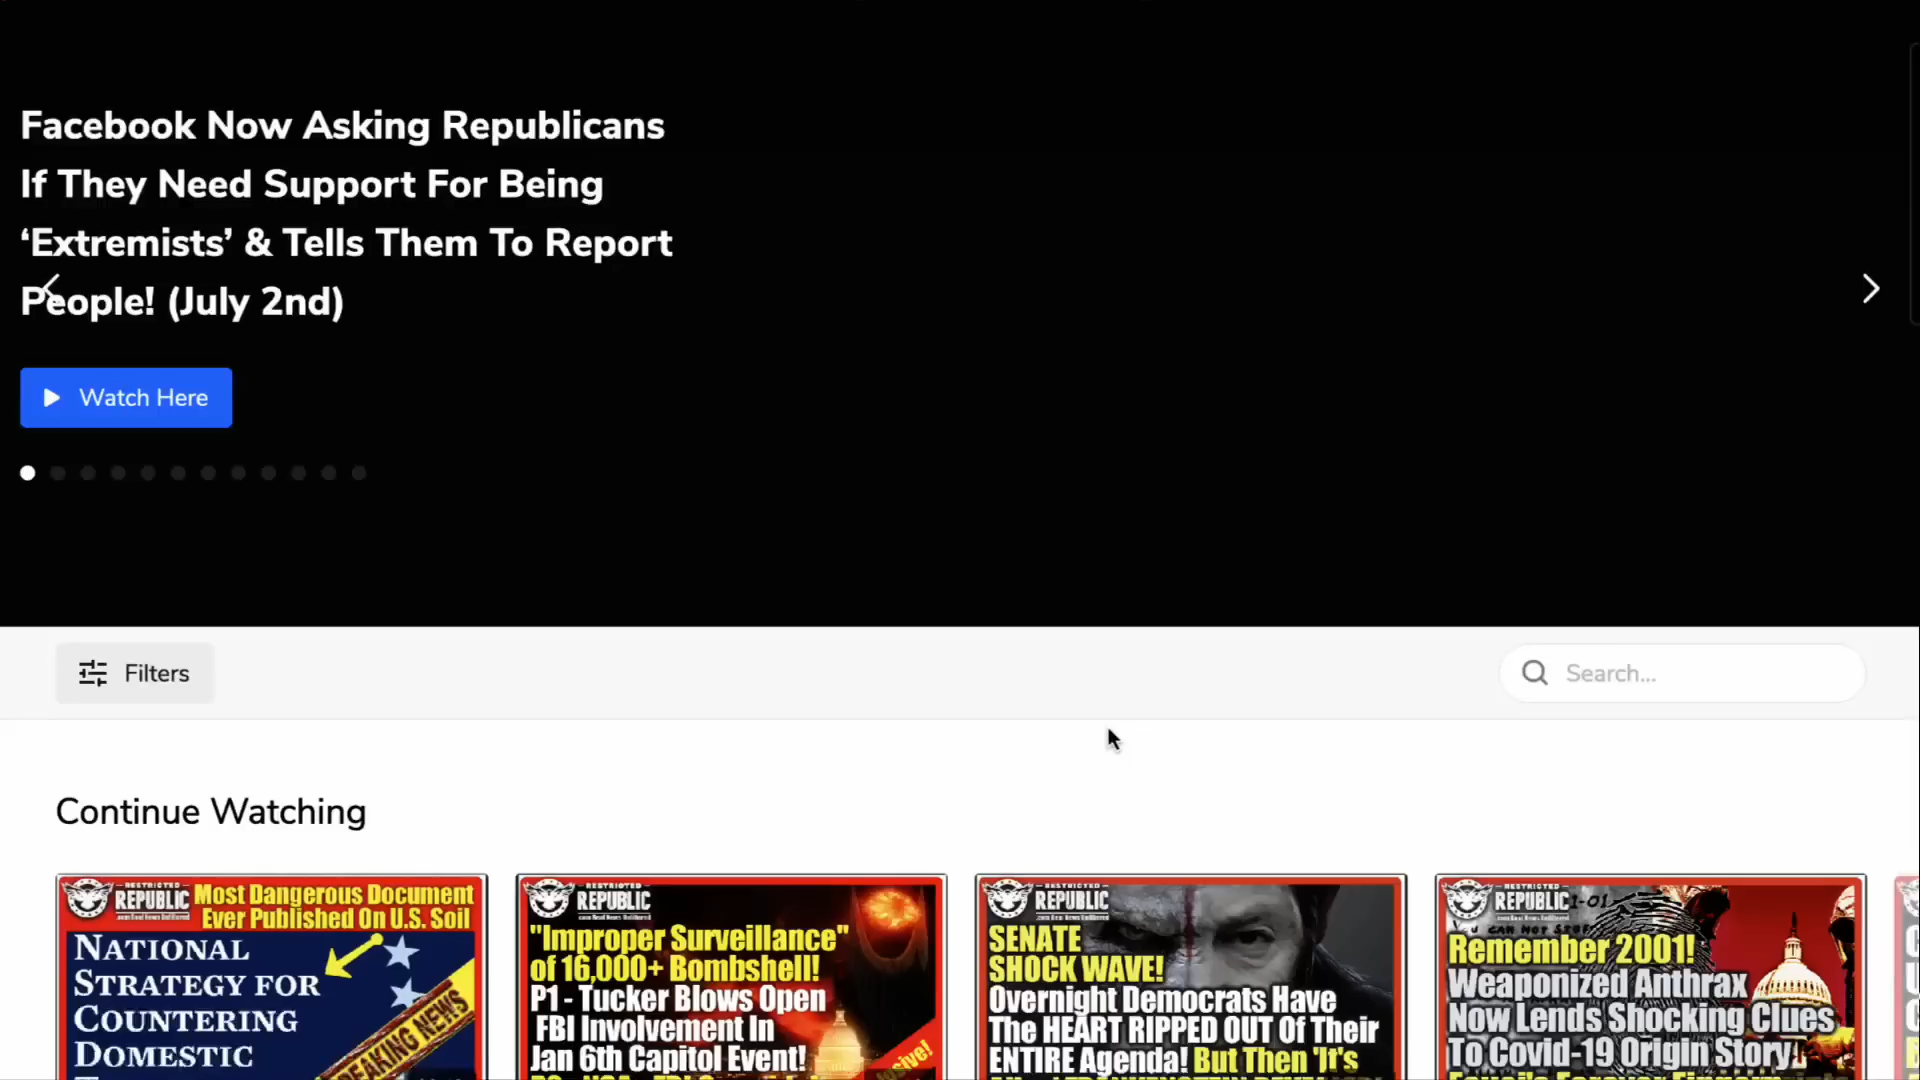 Facebook Now Asking Republicans
If They Need Support For Being
‘Extremists’ & Tells Them To Report
People! (July 2nd)
Watch Here
Filters
Search...
Continue Watching
RESTRICTED
REPUBLIC
Most Dangerous Document
Ever Published On U.S. Soil
NATIONAL
STRATEGY FOR
COUNTERING
DOMESTIC
BREAKING NEWS
RESTRICTED
REPUBLIC
"Improper Surveillance"
of 16,000+ Bombshell!
P1 - Tucker Blows Open
FBI Involvement In
Jan 6th Capitol Event!
RESTRICTED
REPUBLIC
SENATE
SHOCK WAVE!
Overnight Democrats Have
The HEART RIPPED OUT Of Their
ENTIRE Agenda! But Then 'It's
RESTRICTED
REPUBLIC
Remember 2001!
Weaponized Anthrax
Now Lends Shocking Clues
To Covid-19 Origin Story